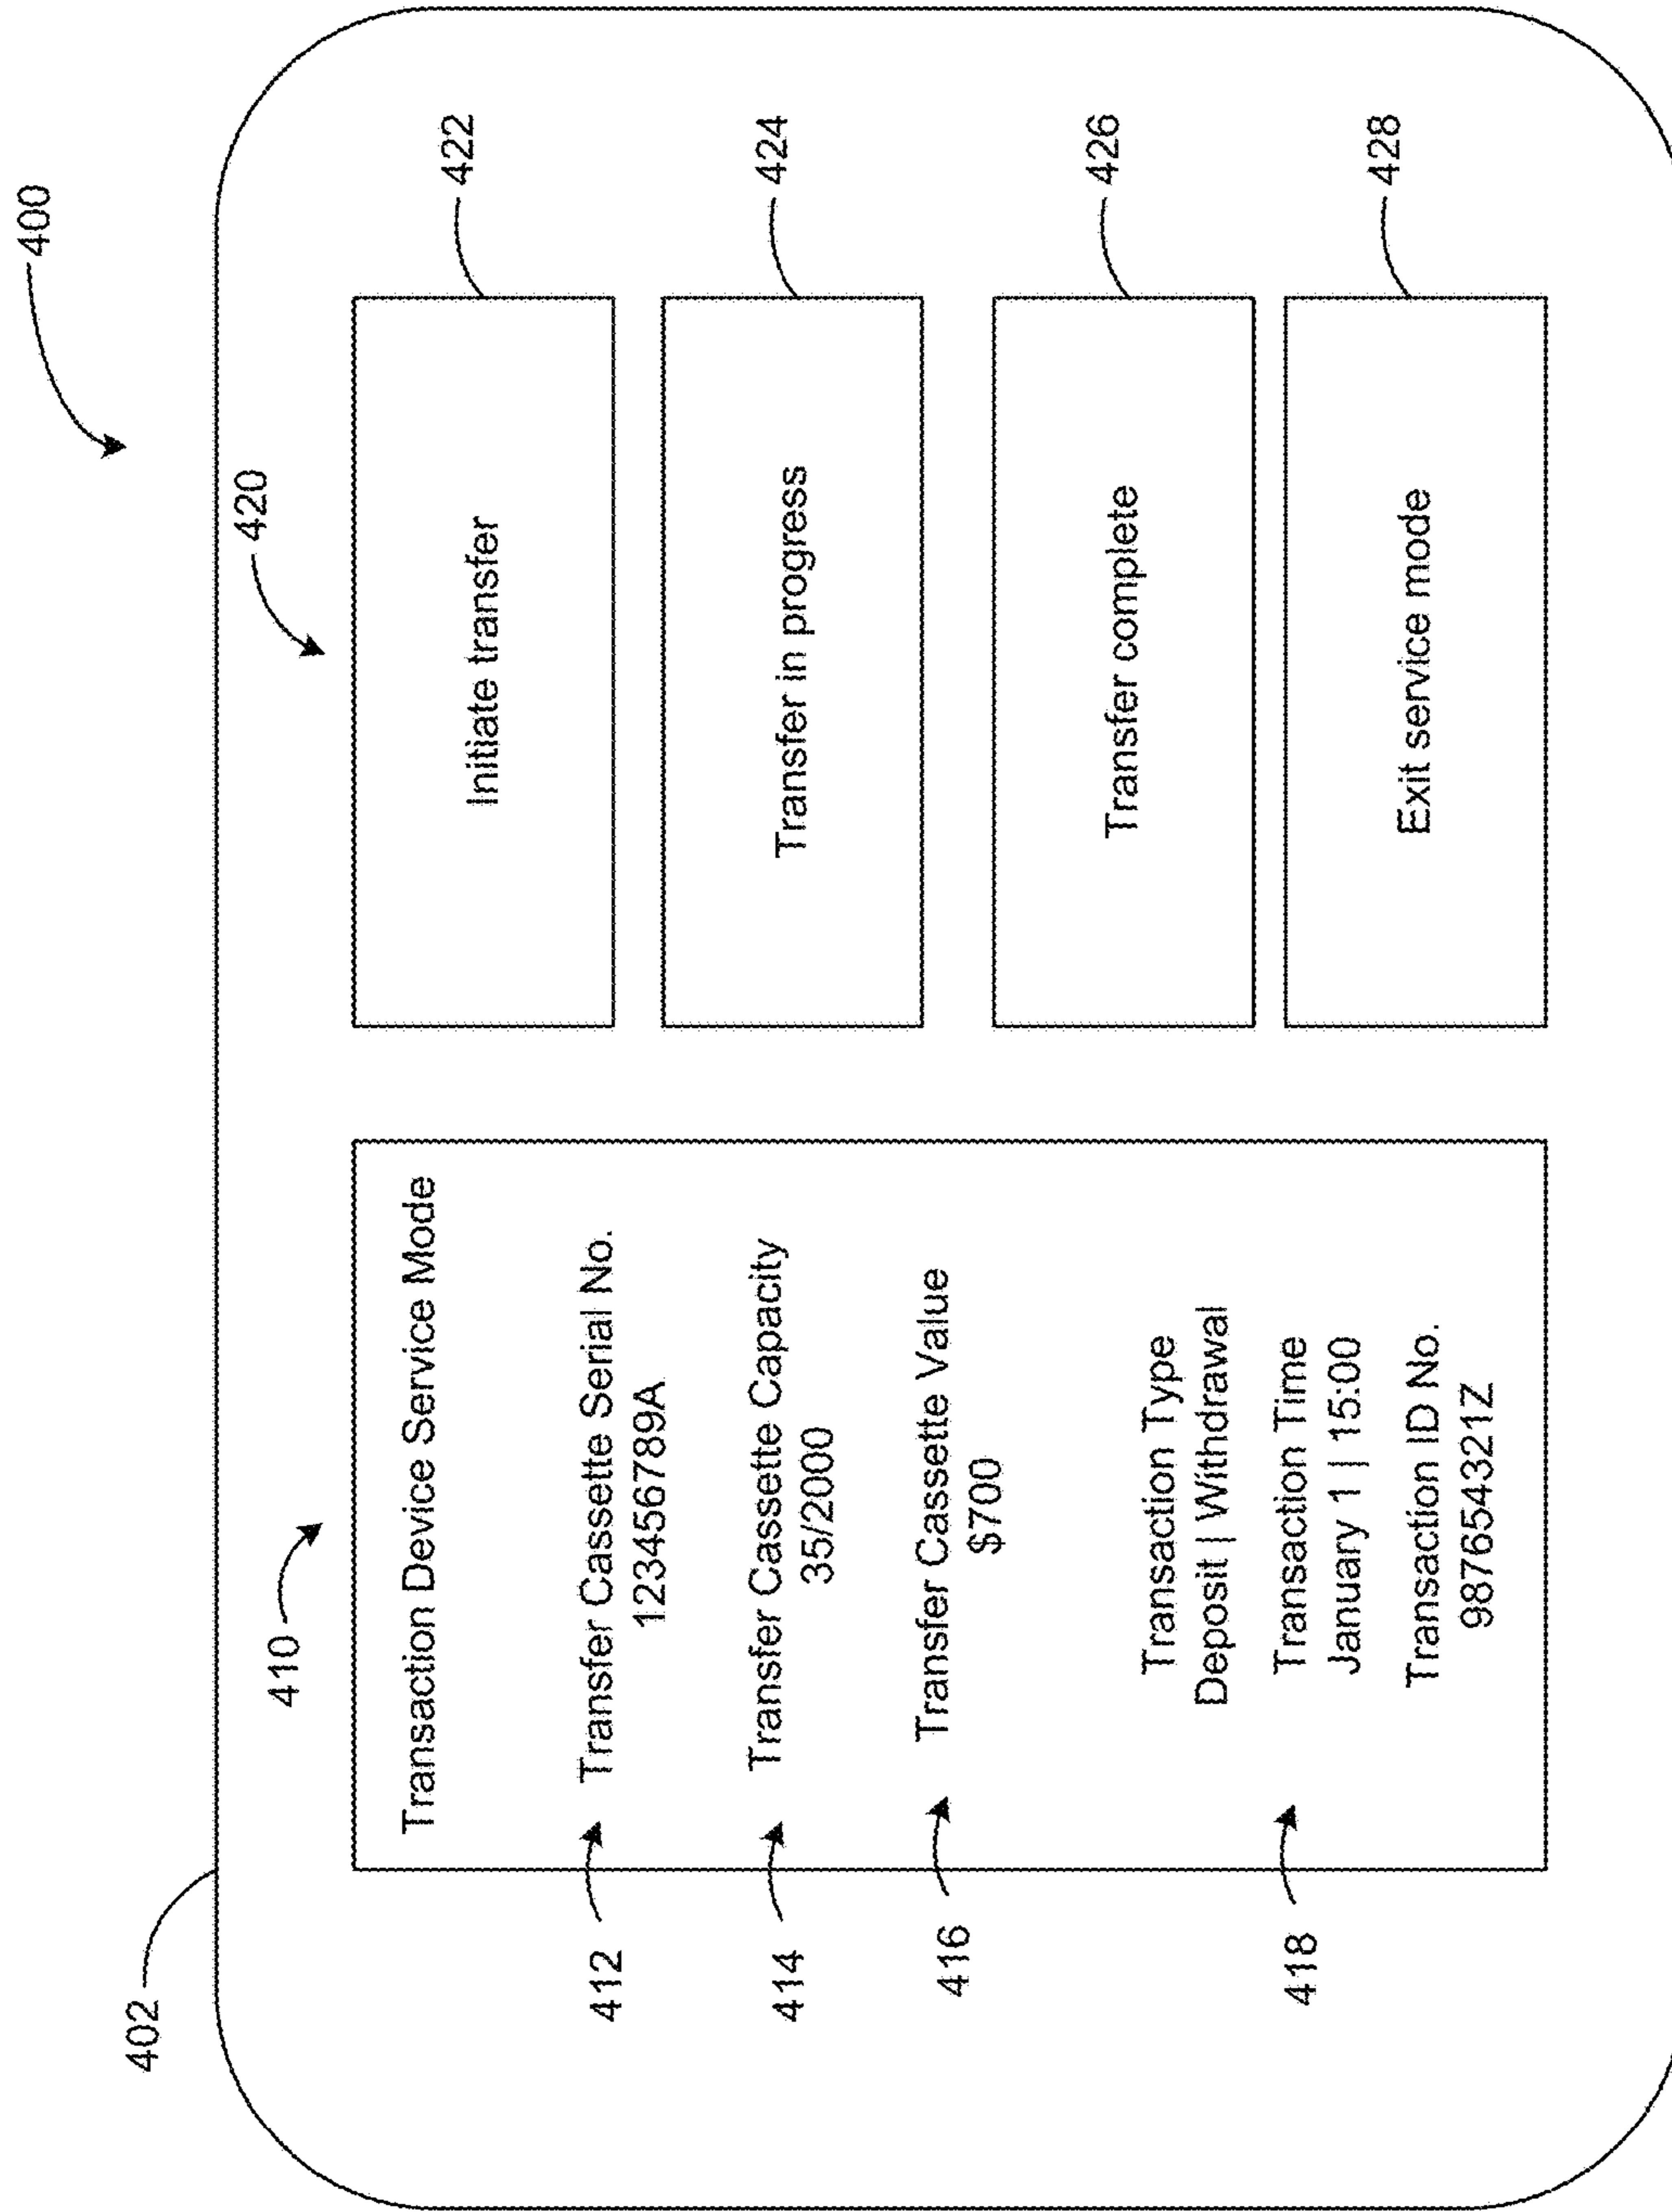 400
402
410
420
Transaction Device Service Mode
412
Transfer Cassette Serial No.
123456789A
414
Transfer Cassette Capacity
35/2000
416
Transfer Cassette Value
$700
418
Transaction Type
Deposit | Withdrawal
Transaction Time
January 1 | 15:00
Transaction ID No.
987654321Z
Initiate transfer
422
Transfer in progress
424
Transfer complete
426
Exit service mode
428